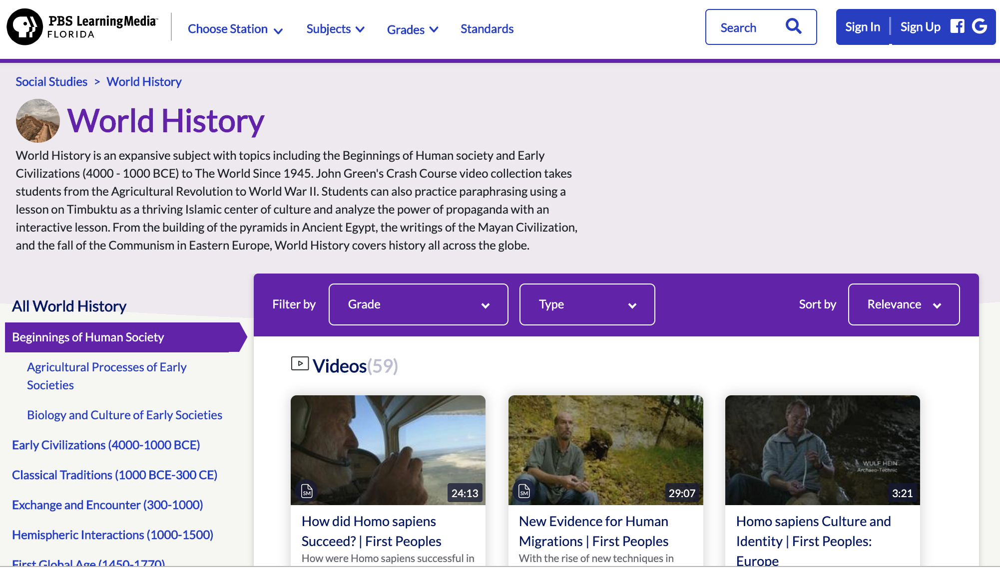 PBS LearningMedia™
FLORIDA
Choose Station
Subjects
Grades
Standards
Search
Sign In
Sign Up
Social Studies > World History
World History
World History is an expansive subject with topics including the Beginnings of Human society and Early
Civilizations (4000 - 1000 BCE) to The World Since 1945. John Green's Crash Course video collection takes
students from the Agricultural Revolution to World War II. Students can also practice paraphrasing using a
lesson on Timbuktu as a thriving Islamic center of culture and analyze the power of propaganda with an
interactive lesson. From the building of the pyramids in Ancient Egypt, the writings of the Mayan Civilization,
and the fall of the Communism in Eastern Europe, World History covers history all across the globe.
All World History
Beginnings of Human Society
Agricultural Processes of Early
Societies
Biology and Culture of Early Societies
Early Civilizations (4000-1000 BCE)
Classical Traditions (1000 BCE-300 CE)
Exchange and Encounter (300-1000)
Hemispheric Interactions (1000-1500)
First Global Age (1450-1770)
Filter by
Grade
Type
Sort by
Relevance
Videos(59)
SM
24:13
How did Homo sapiens
Succeed? | First Peoples
How were Homo sapiens successful in
SM
29:07
New Evidence for Human
Migrations | First Peoples
With the rise of new techniques in
WULF HEIN
Archaeo-Technic
3:21
Homo sapiens Culture and
Identity | First Peoples:
Europe